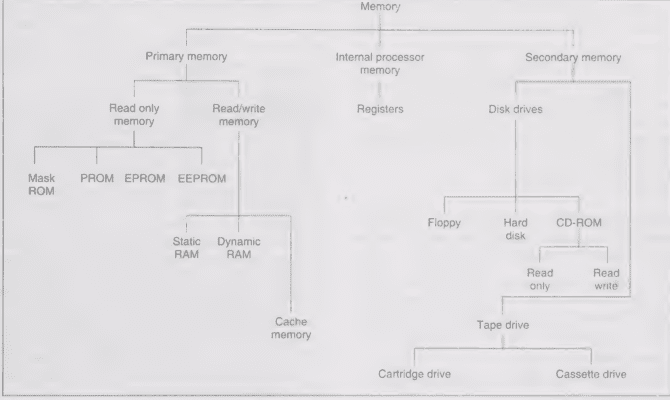 Memory
Primary memory
Internal processor
memory
Secondary memory
Read only
memory
Read/write
memory
Registers
Disk drives
Mask
ROM
PROM
EPROM
EEPROM
Static
RAM
Dynamic
RAM
Cache
memory
Floppy
Hard
disk
CD-ROM
Read
only
Read
write
Tape drive
Cartridge drive
Cassette drive